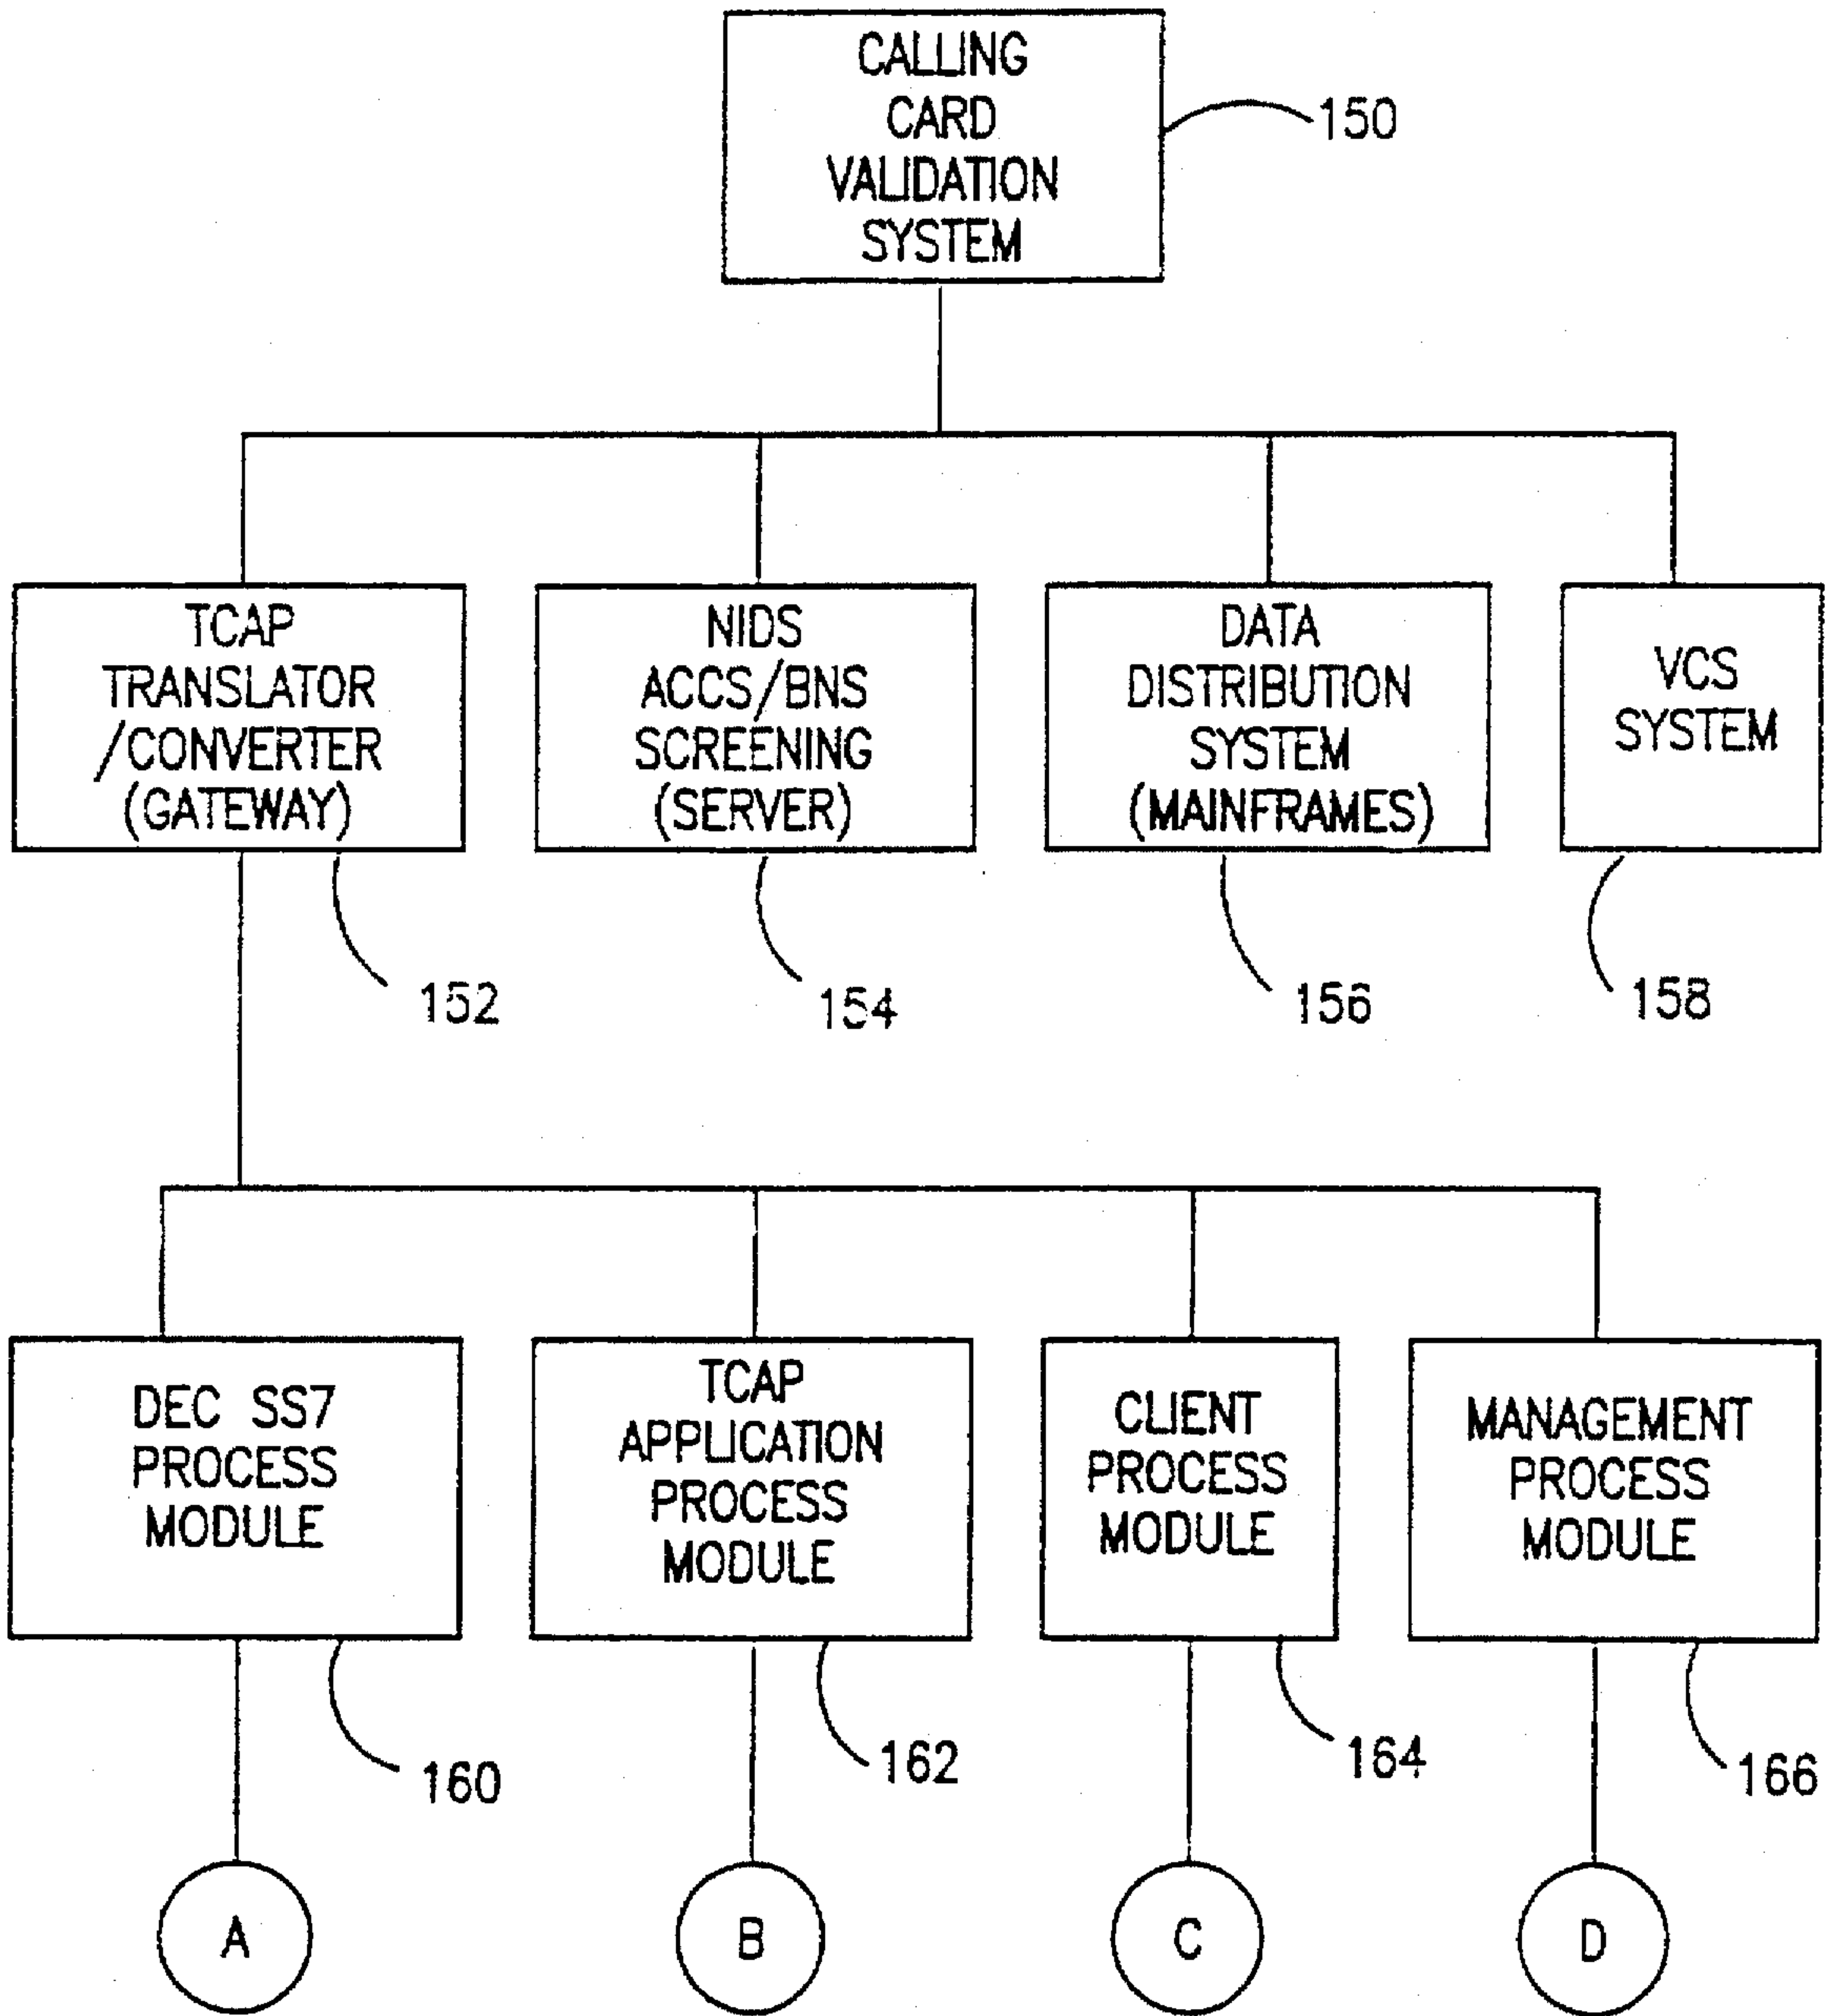 CALLING
CARD
VALIDATION
SYSTEM
150
TCAP
TRANSLATOR
/CONVERTER
(GATEWAY)
152
NIDS
ACCS/BNS
SCREENING
(SERVER)
154
DATA
DISTRIBUTION
SYSTEM
(MAINFRAMES)
156
VCS
SYSTEM
158
DEC SS7
PROCESS
MODULE
160
TCAP
APPLICATION
PROCESS
MODULE
162
CLIENT
PROCESS
MODULE
164
MANAGEMENT
PROCESS
MODULE
166
A
B
C
D